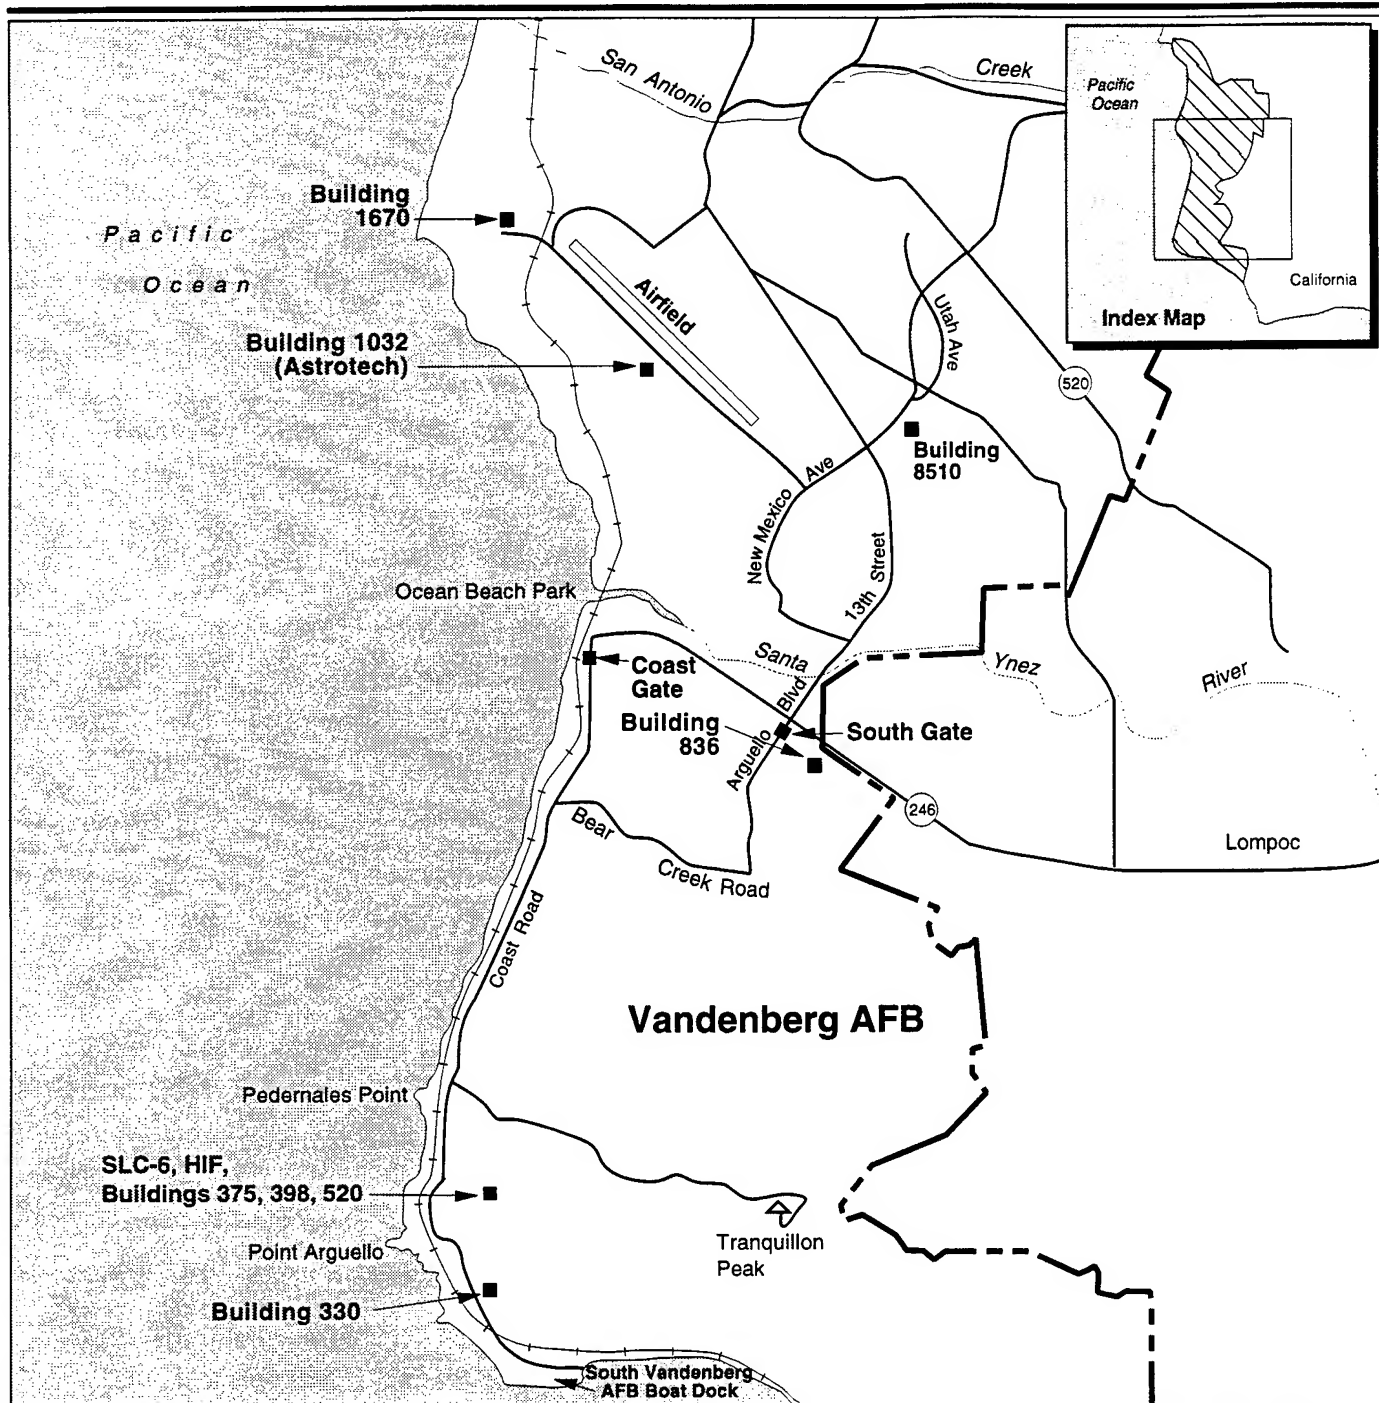 San Antonio
Creek
Pacific
Ocean
California
Index Map
Building
1670
Pacific
Ocean
Airfield
Building 1032
(Astrotech)
Utah Ave
520
Building
8510
New Mexico Ave
13th Street
Ocean Beach Park
Santa Ynez River
Coast
Gate
Building
836
Arguello Blvd
South Gate
246
Lompoc
Bear
Creek Road
Coast Road
Vandenberg AFB
Pedernales Point
SLC-6, HIF,
Buildings 375, 398, 520
Point Arguello
Tranquillon
Peak
Building 330
South Vandenberg
AFB Boat Dock